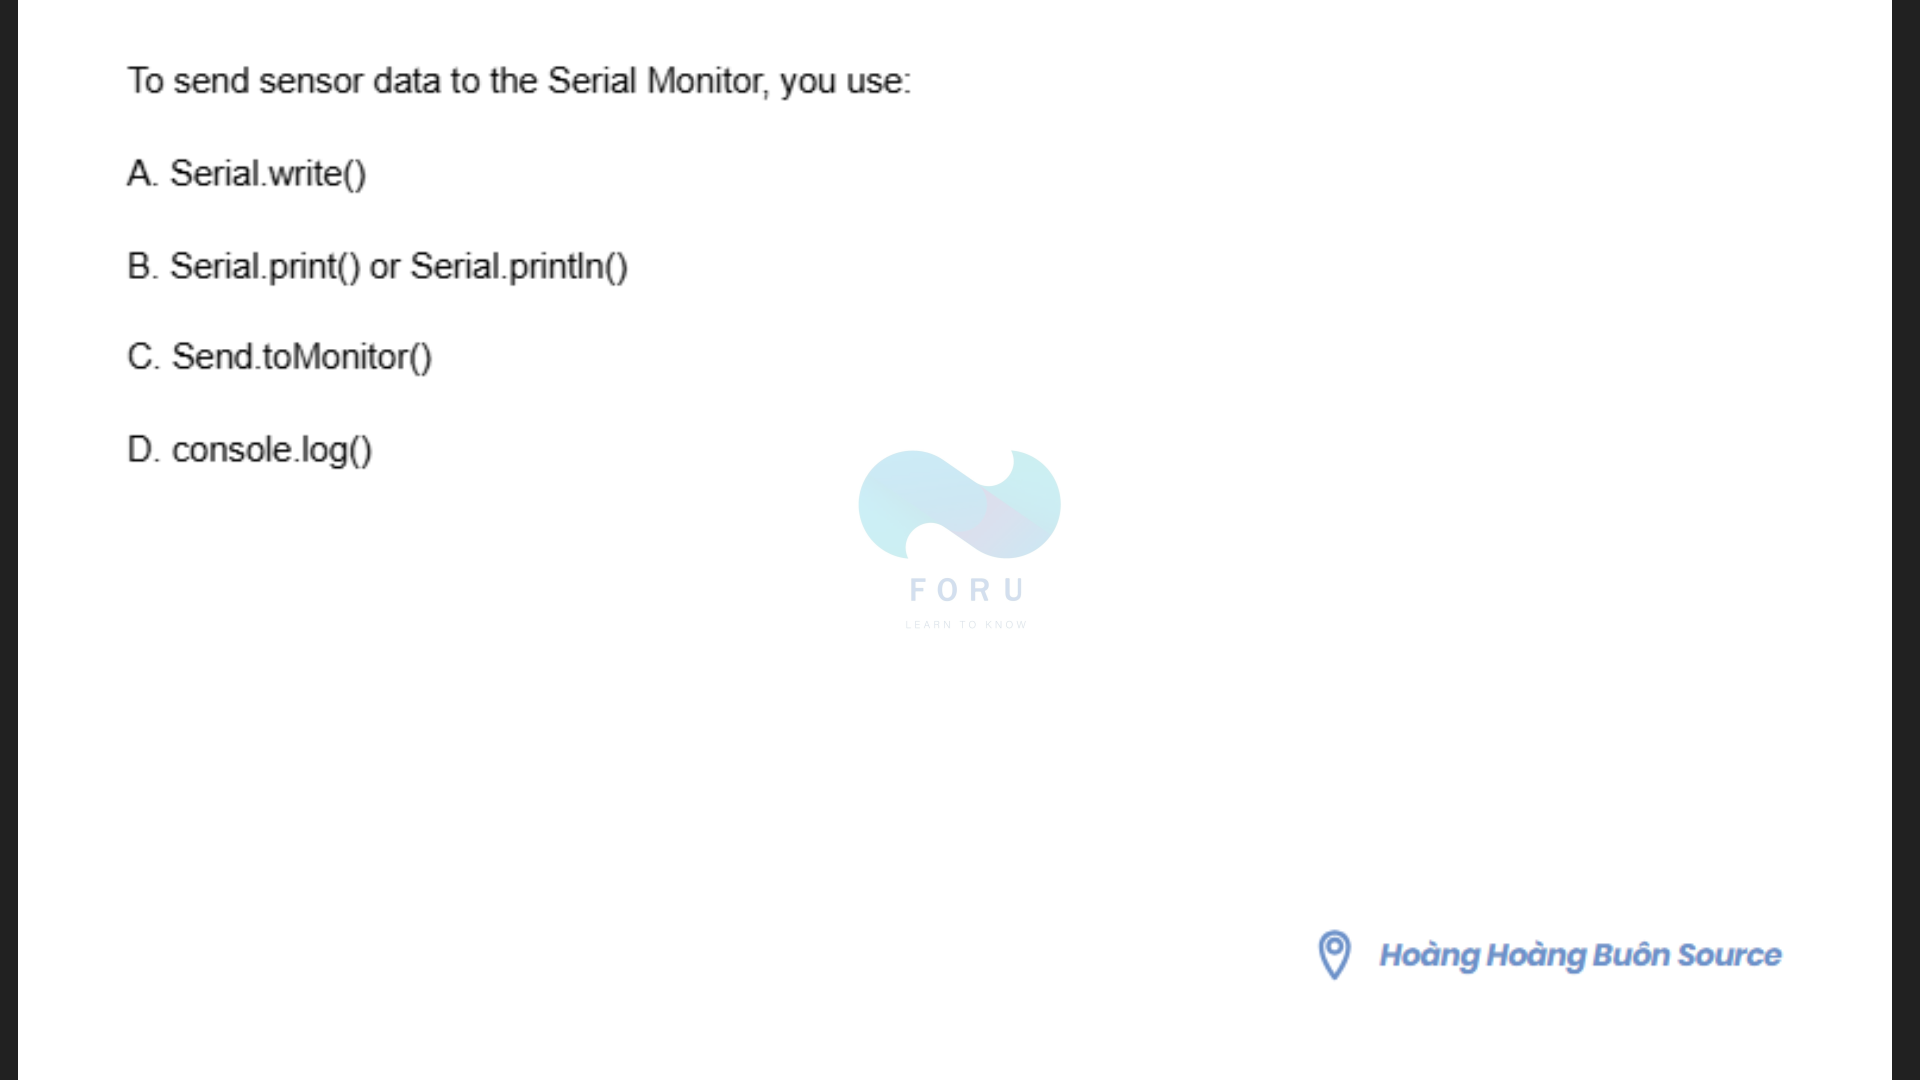 To send sensor data to the Serial Monitor, you use:
A. Serial.write()
B. Serial.print() or Serial.println()
C. Send.toMonitor()
D. console.log()
FORU
LEARN TO KNOW
Hoàng Hoàng Buôn Source